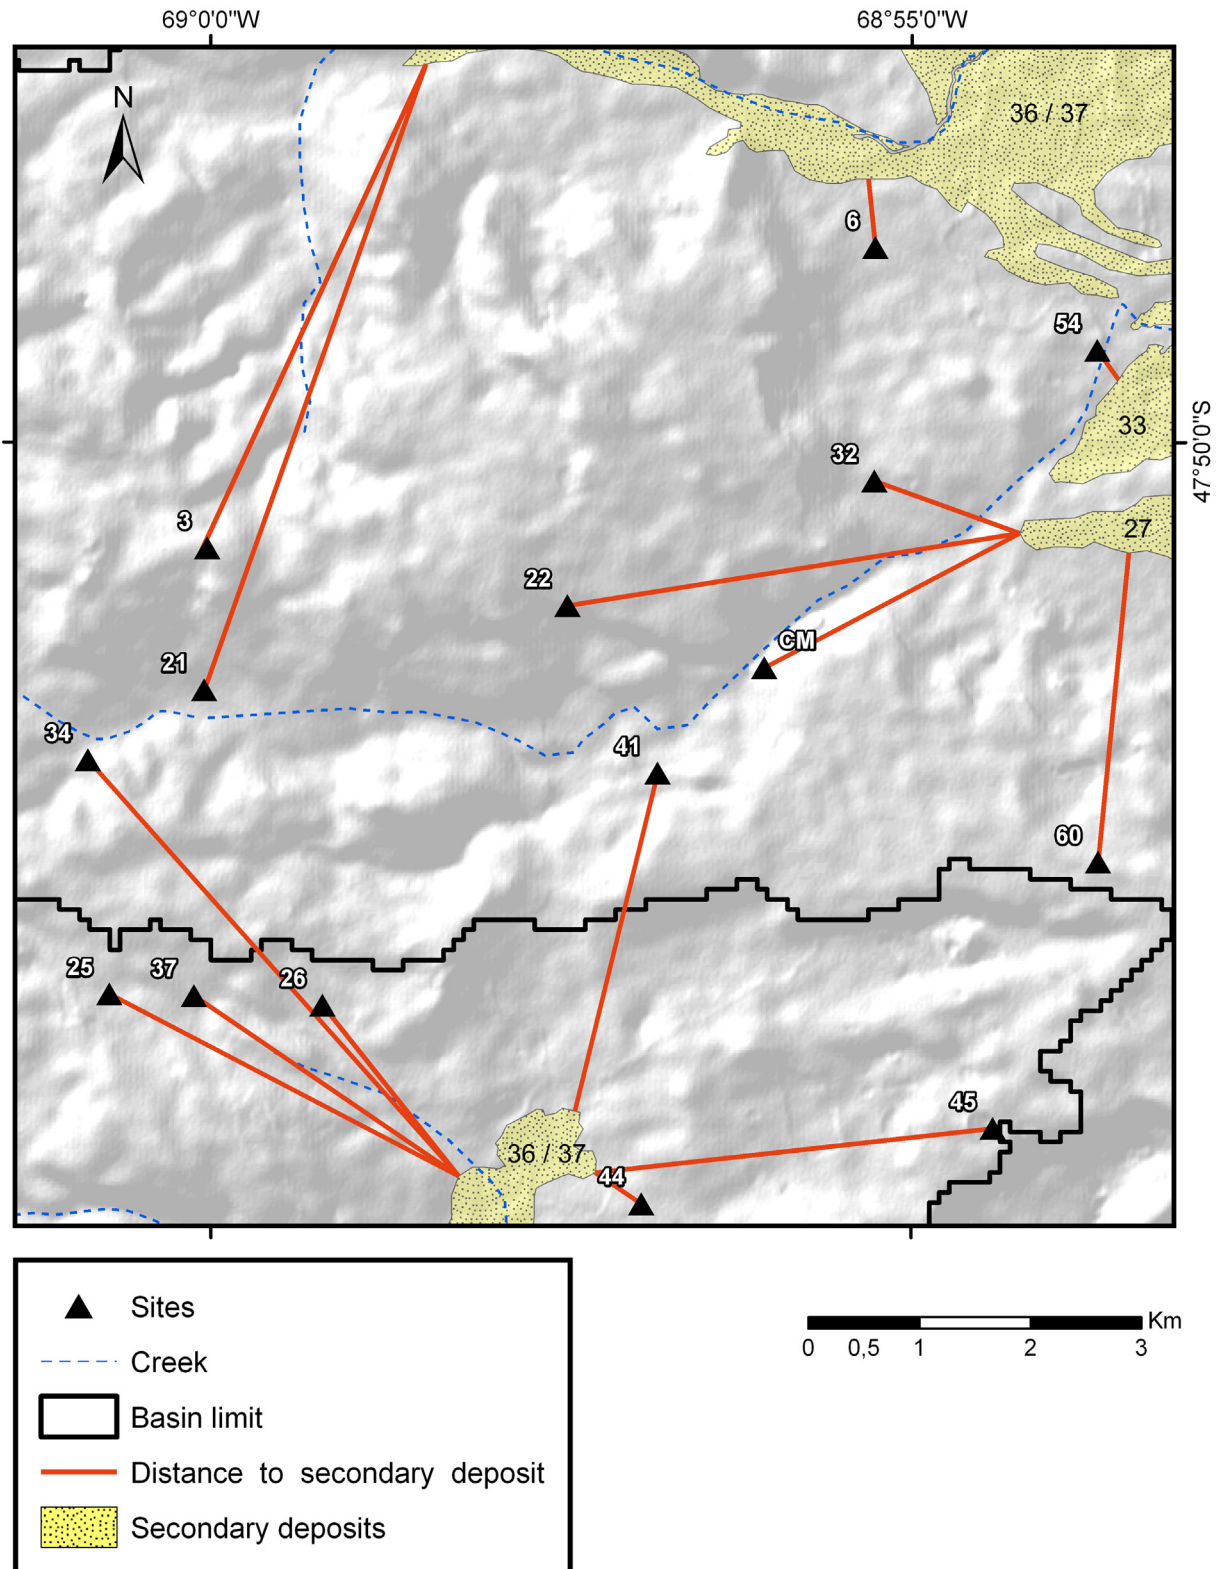 69°0'0"W
68°55'0"W
N
36 / 37
6
54
33
47°50'0"S
32
3
27
22
CM
21
34
41
60
25
37
26
45
36 / 37
44
Sites
Creek
Basin limit
Distance to secondary deposit
Secondary deposits
Km
0 0,5 1 2 3